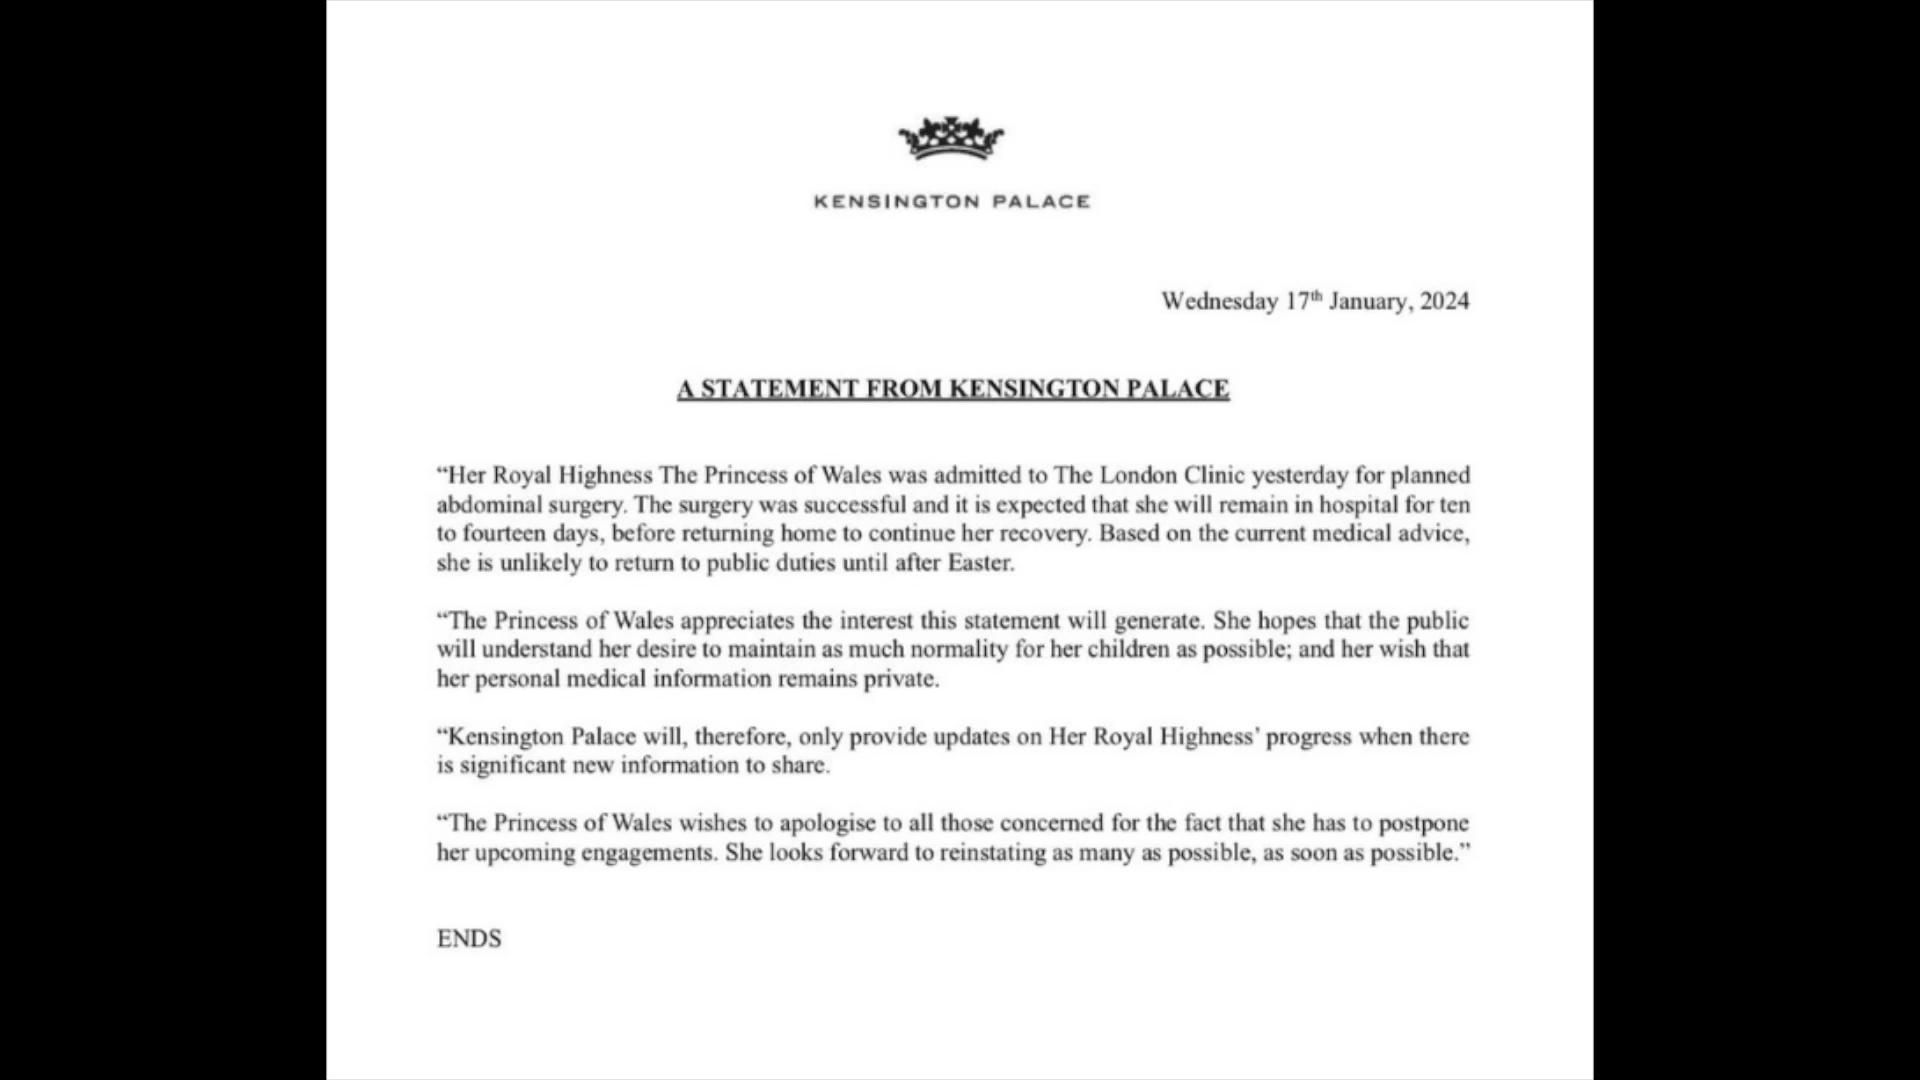 KENSINGTON PALACE
Wednesday 17th January, 2024
A STATEMENT FROM KENSINGTON PALACE
“Her Royal Highness The Princess of Wales was admitted to The London Clinic yesterday for planned
abdominal surgery. The surgery was successful and it is expected that she will remain in hospital for ten
to fourteen days, before returning home to continue her recovery. Based on the current medical advice,
she is unlikely to return to public duties until after Easter.
“The Princess of Wales appreciates the interest this statement will generate. She hopes that the public
will understand her desire to maintain as much normality for her children as possible; and her wish that
her personal medical information remains private.
“Kensington Palace will, therefore, only provide updates on Her Royal Highness’ progress when there
is significant new information to share.
“The Princess of Wales wishes to apologise to all those concerned for the fact that she has to postpone
her upcoming engagements. She looks forward to reinstating as many as possible, as soon as possible.”
ENDS